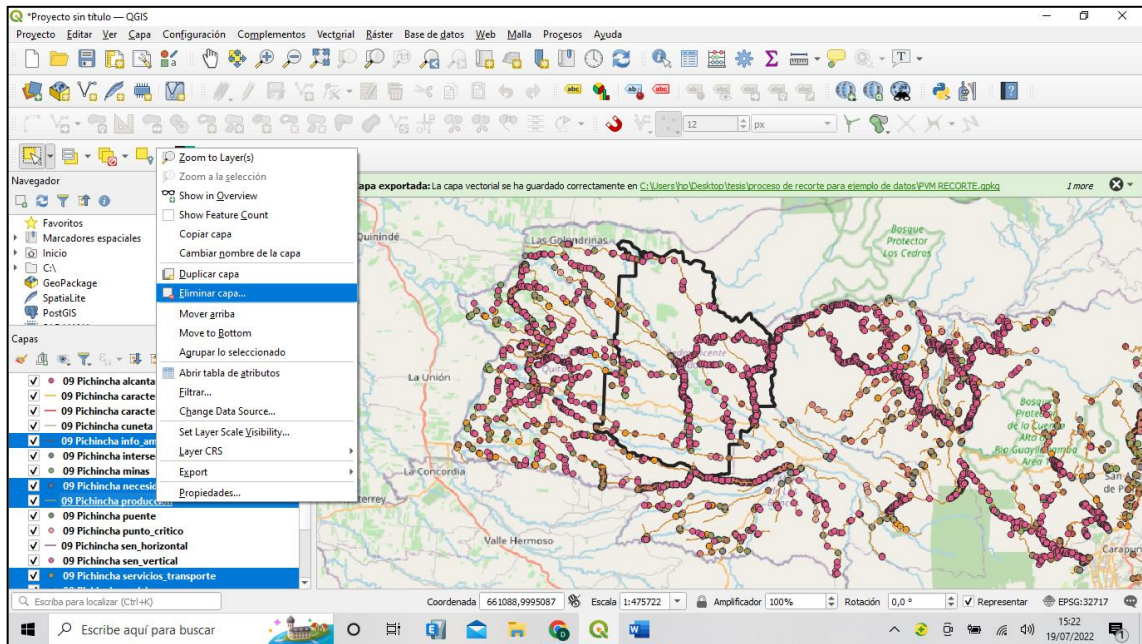 *Proyecto sin título — QGIS
Proyecto Editar Ver Capa Configuración Complementos Vectorial Ráster Base de datos Web Malla Procesos Ayuda
12 px
Zoom to Layer(s)
Zoom a la selección
Show in Overview
Show Feature Count
Copiar capa
Cambiar nombre de la capa
Duplicar capa
Eliminar capa...
Mover arriba
Move to Bottom
Agrupar lo seleccionado
Abrir tabla de atributos
Filtrar...
Change Data Source...
Set Layer Scale Visibility...
Layer CRS
Export
Propiedades...
apa exportada: La capa vectorial se ha guardado correctamente en C:\Users\hp\Desktop\tesis\proceso de recorte para ejemplo de datos\PVM RECORTE.gpkg 1 more
Navegador
Favoritos
Marcadores espaciales
Inicio
C:\
GeoPackage
SpatiaLite
PostGIS
Capas
09 Pichincha alcanta
09 Pichincha caracte
09 Pichincha caracte
09 Pichincha cuneta
09 Pichincha info_am
09 Pichincha interse
09 Pichincha minas
09 Pichincha necesid
09 Pichincha producción
09 Pichincha puente
09 Pichincha punto_critico
09 Pichincha sen_horizontal
09 Pichincha sen_vertical
09 Pichincha servicios_transporte
Quinindé
Las Golondrinas
Bosque
Protector
Los Cedros
La Unión
La Concordia
Valle Hermoso
Carapun
Escriba para localizar (Ctrl+K)
Coordenada 661088,9995087 Escala 1:475722 Amplificador 100% Rotación 0,0 ° Representar EPSG:32717
Escribe aquí para buscar
15:22
19/07/2022